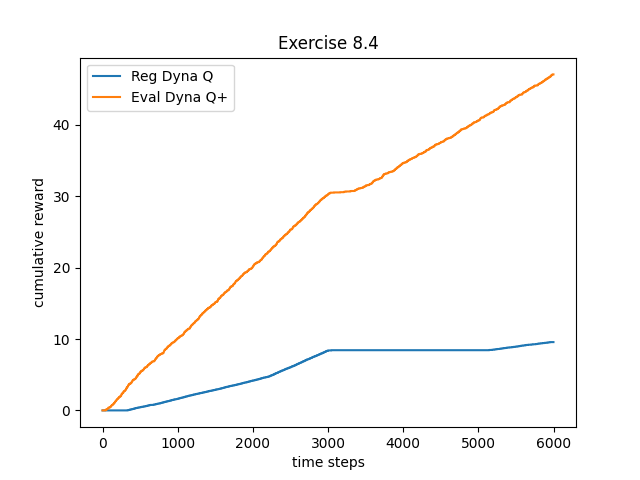 Exercise 8.4
Reg Dyna Q
Eval Dyna Q+
cumulative reward
40
30
20
10
0
0 1000 2000 3000 4000 5000 6000
time steps